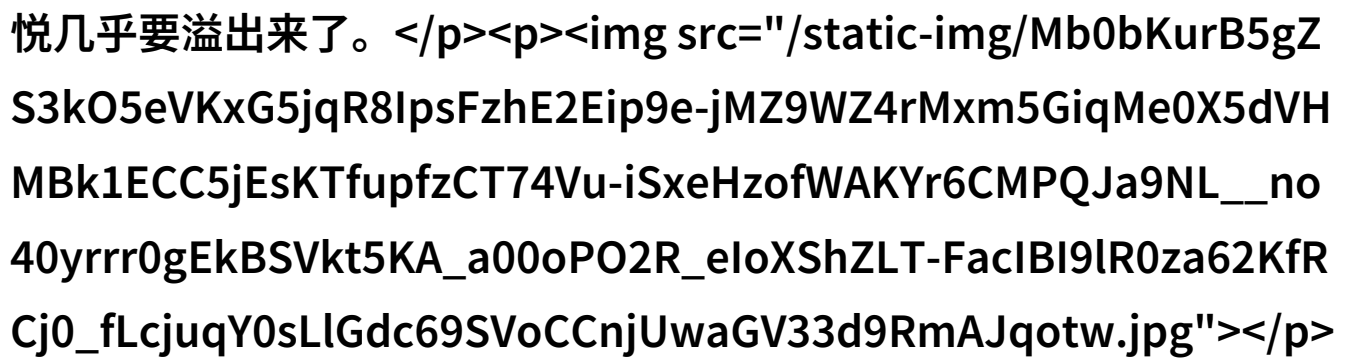 悦几乎要溢出来了。</p><p><img src="/static-img/Mb0bKurB5gZ
S3kO5eVKxG5jqR8IpsFzhE2Eip9e-jMZ9WZ4rMxm5GiqMe0X5dVH
MBk1ECC5jEsKTfupfzCT74Vu-iSxeHzofWAKYr6CMPQJa9NL__no
40yrrr0gEkBSVkt5KA_a00oPO2R_eIoXShZLT-FacIBI9lR0za62KfR
Cj0_fLcjuqY0sLlGdc69SVoCCnjUwaGV33d9RmAJqotw.jpg"></p>